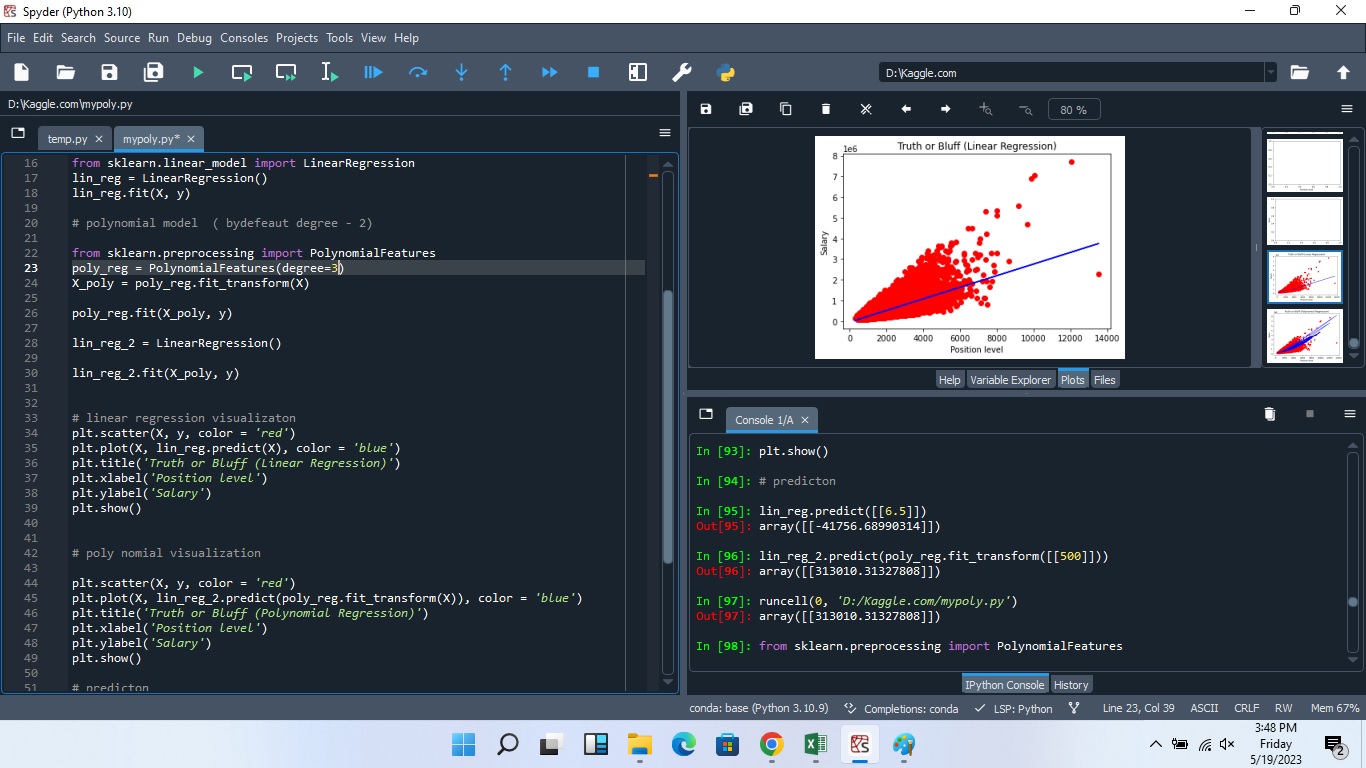 Spyder (Python 3.10)
File Edit Search Source Run Debug Consoles Projects Tools View Help
D:\Kaggle.com
D:\Kaggle.com\mypoly.py
temp.py
mypoly.py*
16 from sklearn.linear_model import LinearRegression
17 lin_reg = LinearRegression()
18 lin_reg.fit(X, y)
19
20 # polynomial model  ( bydefeaut degree - 2)
21
22 from sklearn.preprocessing import PolynomialFeatures
23 poly_reg = PolynomialFeatures(degree=3)
24 X_poly = poly_reg.fit_transform(X)
25
26 poly_reg.fit(X_poly, y)
27
28 lin_reg_2 = LinearRegression()
29
30 lin_reg_2.fit(X_poly, y)
31
32
33 # linear regression visualizaton
34 plt.scatter(X, y, color = 'red')
35 plt.plot(X, lin_reg.predict(X), color = 'blue')
36 plt.title('Truth or Bluff (Linear Regression)')
37 plt.xlabel('Position level')
38 plt.ylabel('Salary')
39 plt.show()
40
41
42 # poly nomial visualization
43
44 plt.scatter(X, y, color = 'red')
45 plt.plot(X, lin_reg_2.predict(poly_reg.fit_transform(X)), color = 'blue')
46 plt.title('Truth or Bluff (Polynomial Regression)')
47 plt.xlabel('Position level')
48 plt.ylabel('Salary')
49 plt.show()
50
51 # predicton
80 %
1e6
Truth or Bluff (Linear Regression)
8
7
6
5
4
3
2
1
0
Salary
0 2000 4000 6000 8000 10000 12000 14000
Position level
Help Variable Explorer Plots Files
Console 1/A
In [93]: plt.show()
In [94]: # predicton
In [95]: lin_reg.predict([[6.5]])
Out[95]: array([[-41756.68990314]])
In [96]: lin_reg_2.predict(poly_reg.fit_transform([[500]]))
Out[96]: array([[313010.31327808]])
In [97]: runcell(0, 'D:/Kaggle.com/mypoly.py')
Out[97]: array([[313010.31327808]])
In [98]: from sklearn.preprocessing import PolynomialFeatures
IPython Console History
conda: base (Python 3.10.9) Completions: conda LSP: Python Line 23, Col 39 ASCII CRLF RW Mem 67%
3:48 PM
Friday
5/19/2023
2